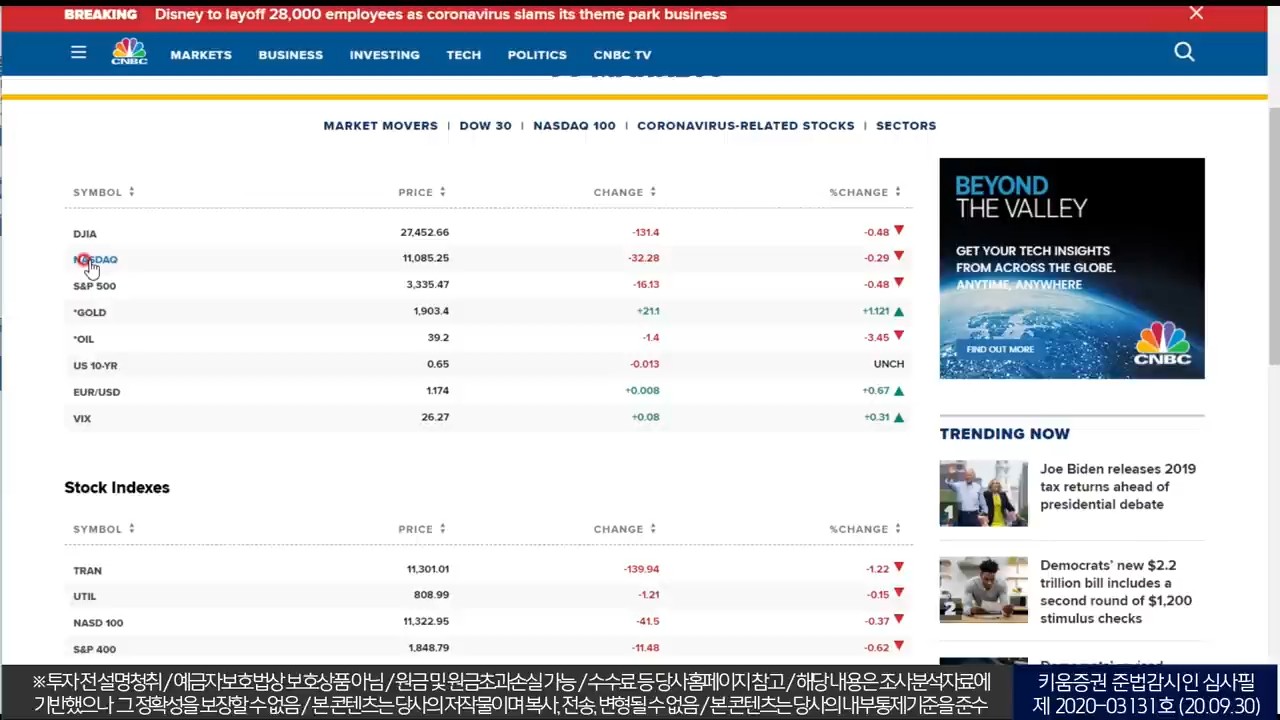 BREAKING Disney to layoff 28,000 employees as coronavirus slams its theme park business
CNBC MARKETS BUSINESS INVESTING TECH POLITICS CNBC TV
MARKET MOVERS | DOW 30 | NASDAQ 100 | CORONAVIRUS-RELATED STOCKS | SECTORS
SYMBOL PRICE CHANGE %CHANGE
DJIA 27,452.66 -131.4 -0.48
NASDAQ 11,085.25 -32.28 -0.29
S&P 500 3,335.47 -16.13 -0.48
*GOLD 1,903.4 +21.1 +1.121
*OIL 39.2 -1.4 -3.45
US 10-YR 0.65 -0.013 UNCH
EUR/USD 1.174 +0.008 +0.67
VIX 26.27 +0.08 +0.31
Stock Indexes
SYMBOL PRICE CHANGE %CHANGE
TRAN 11,301.01 -139.94 -1.22
UTIL 808.99 -1.21 -0.15
NASD 100 11,322.95 -41.5 -0.37
S&P 400 1,848.79 -11.48 -0.62
BEYOND
THE VALLEY
GET YOUR TECH INSIGHTS
FROM ACROSS THE GLOBE.
ANYTIME, ANYWHERE
FIND OUT MORE
CNBC
TRENDING NOW
1
Joe Biden releases 2019
tax returns ahead of
presidential debate
2
Democrats' new $2.2
trillion bill includes a
second round of $1,200
stimulus checks
※투자 전 설명청취 / 예금자보호법상 보호상품 아님 / 원금 및 원금초과손실 가능 / 수수료 등 당사홈페이지 참고 / 해당 내용은 조사분석자료에
기반했으나 그 정확성을 보장할 수 없음 / 본 콘텐츠는 당사의 저작물이며 복사, 전송, 변형될 수 없음 / 본 콘텐츠는 당사의 내부통제기준을 준수
키움증권 준법감시인 심사필
제 2020-03131호 (20.09.30)